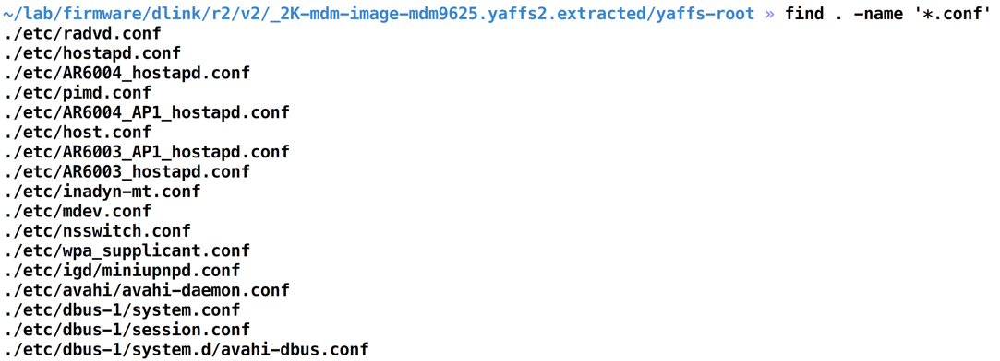 ~/lab/firmware/dlink/r2/v2/_2K-mdm-image-mdm9625.yaffs2.extracted/yaffs-root » find . -name '*.conf'
./etc/radvd.conf
./etc/hostapd.conf
./etc/AR6004_hostapd.conf
./etc/pimd.conf
./etc/AR6004_AP1_hostapd.conf
./etc/host.conf
./etc/AR6003_AP1_hostapd.conf
./etc/AR6003_hostapd.conf
./etc/inadyn-mt.conf
./etc/mdev.conf
./etc/nsswitch.conf
./etc/wpa_supplicant.conf
./etc/igd/miniupnpd.conf
./etc/avahi/avahi-daemon.conf
./etc/dbus-1/system.conf
./etc/dbus-1/session.conf
./etc/dbus-1/system.d/avahi-dbus.conf